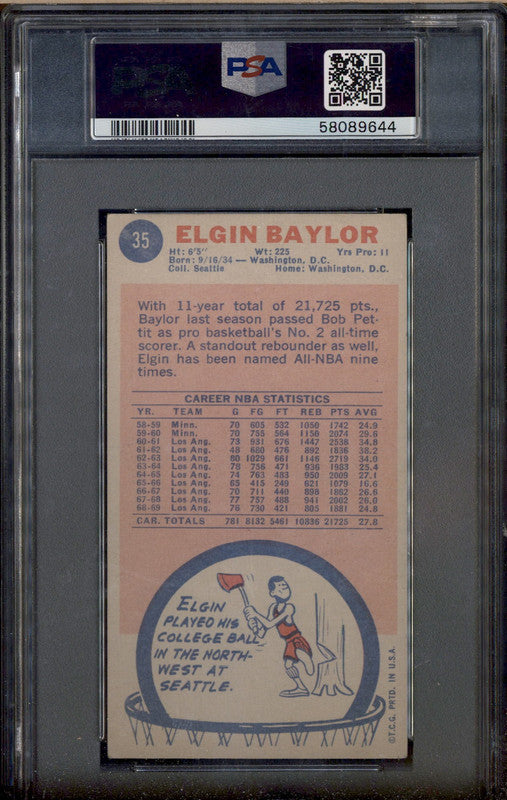 PSA
PSA
58089644
35
ELGIN BAYLOR
Ht: 6'5" Wt: 225 Yrs Pro: 11
Born: 9/16/34 — Washington, D.C.
Coll. Seattle Home: Washington, D.C.
With 11-year total of 21,725 pts.,
Baylor last season passed Bob Pet-
tit as pro basketball's No. 2 all-time
scorer. A standout rebounder as well,
Elgin has been named All-NBA nine
times.
CAREER NBA STATISTICS
YR. TEAM G FG FT REB PTS AVG
58-59 Minn. 70 605 532 1050 1742 24.9
59-60 Minn. 70 755 564 1150 2074 29.6
60-61 Los Ang. 73 931 676 1447 2538 34.8
61-62 Los Ang. 48 680 476 892 1836 38.2
62-63 Los Ang. 80 1029 661 1146 2719 34.0
63-64 Los Ang. 78 756 471 936 1983 25.4
64-65 Los Ang. 74 763 483 950 2009 27.1
65-66 Los Ang. 65 415 249 621 1079 16.6
66-67 Los Ang. 70 711 440 898 1862 26.6
67-68 Los Ang. 77 757 488 941 2002 26.0
68-69 Los Ang. 76 730 421 805 1881 24.8
CAR. TOTALS 781 8132 5461 10836 21725 27.8
ELGIN
PLAYED HIS
COLLEGE BALL
IN THE NORTH-
WEST AT
SEATTLE.
©T.C.G. PRTD. IN U.S.A.